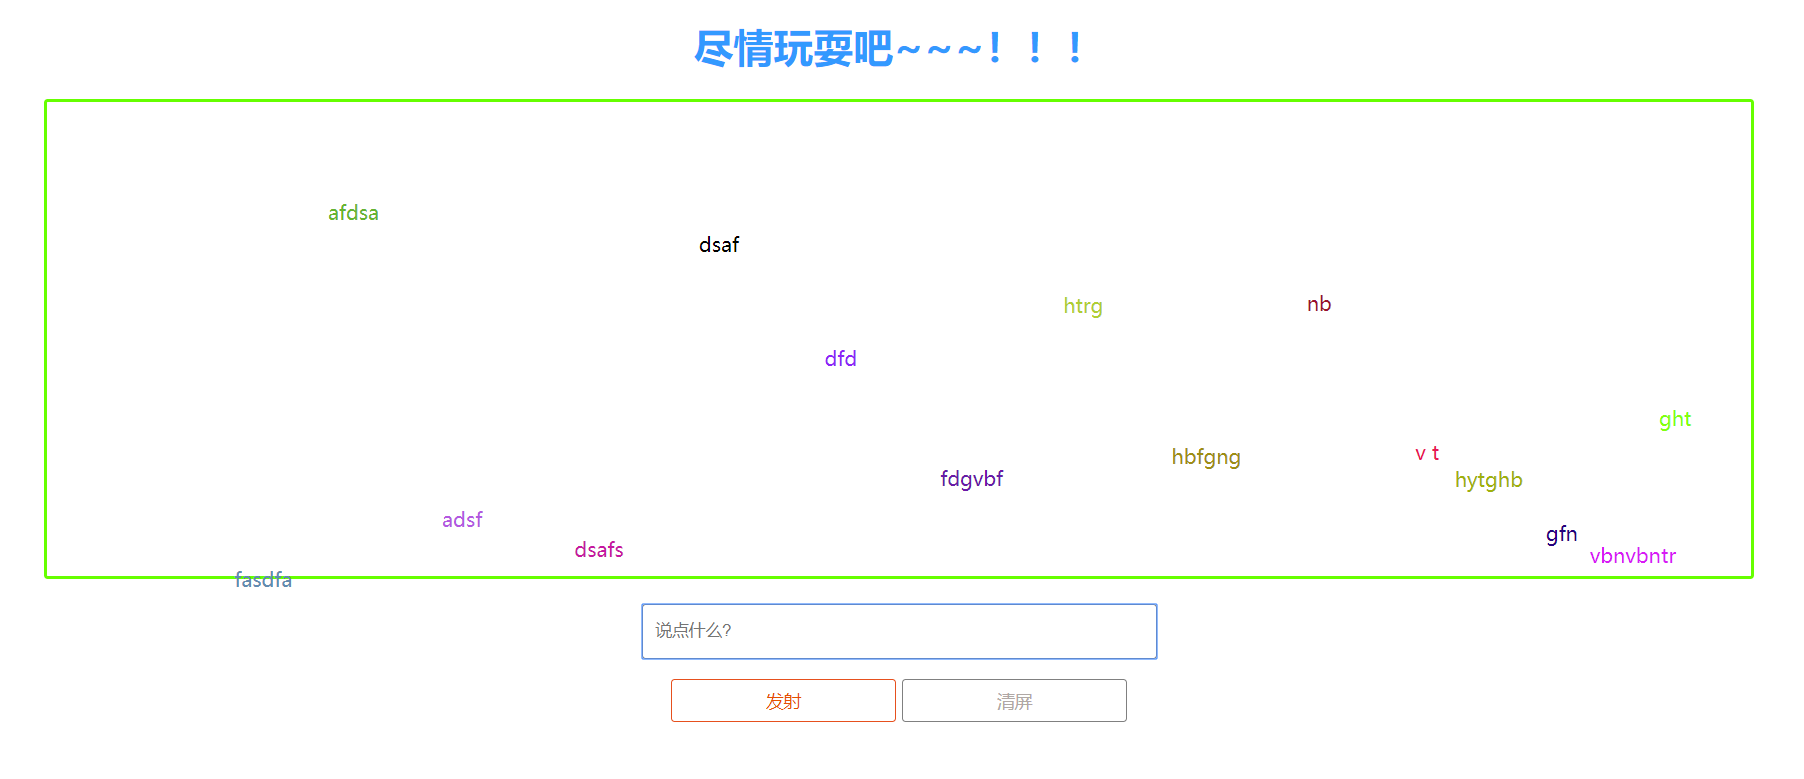 尽情玩耍吧~~~！！！
afdsa
dsaf
nb
htrg
dfd
ght
v t
hbfgng
fdgvbf
hytghb
adsf
gfn
dsafs
vbnvbntr
fasdfa
说点什么?
发射
清屏